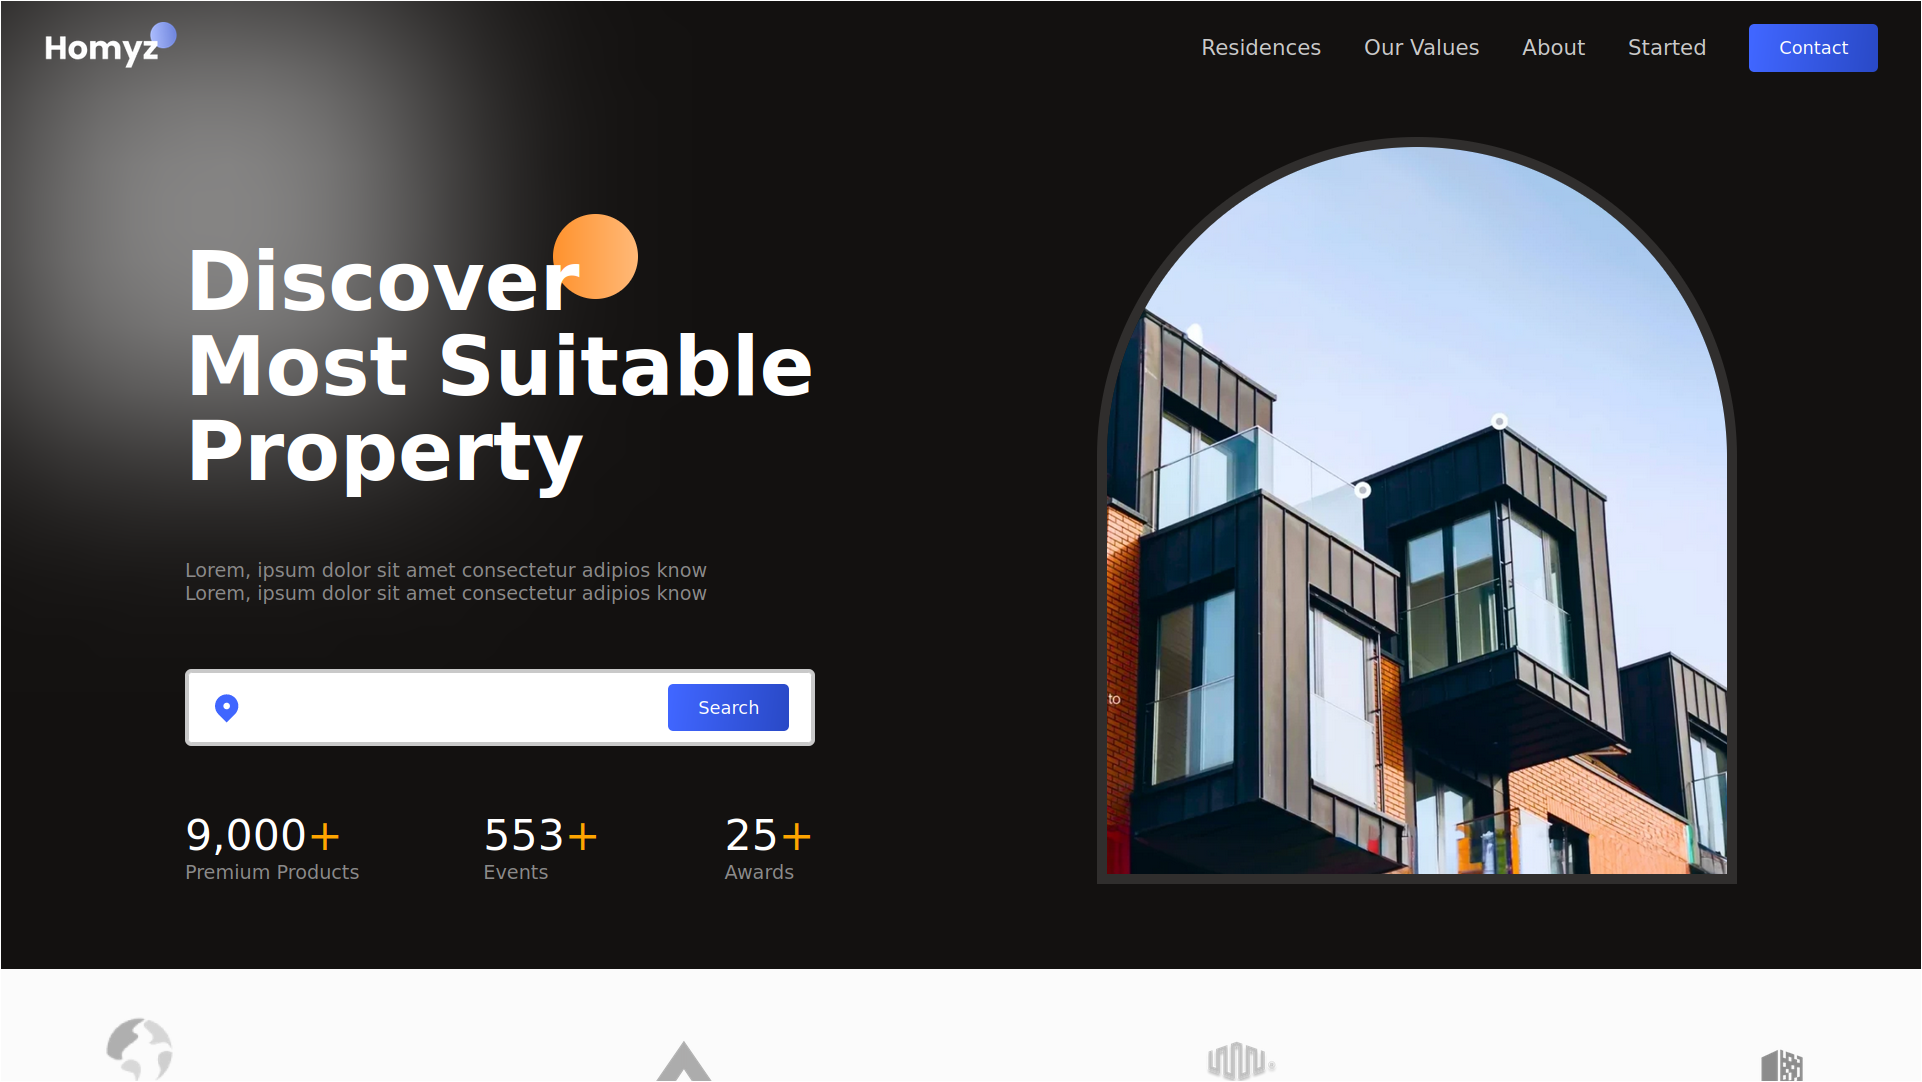 Homyz
Residences
Our Values
About
Started
Contact
Discover
Most Suitable
Property
Lorem, ipsum dolor sit amet consectetur adipios know
Lorem, ipsum dolor sit amet consectetur adipios know
Search
9,000+
553+
25+
Premium Products
Events
Awards
to